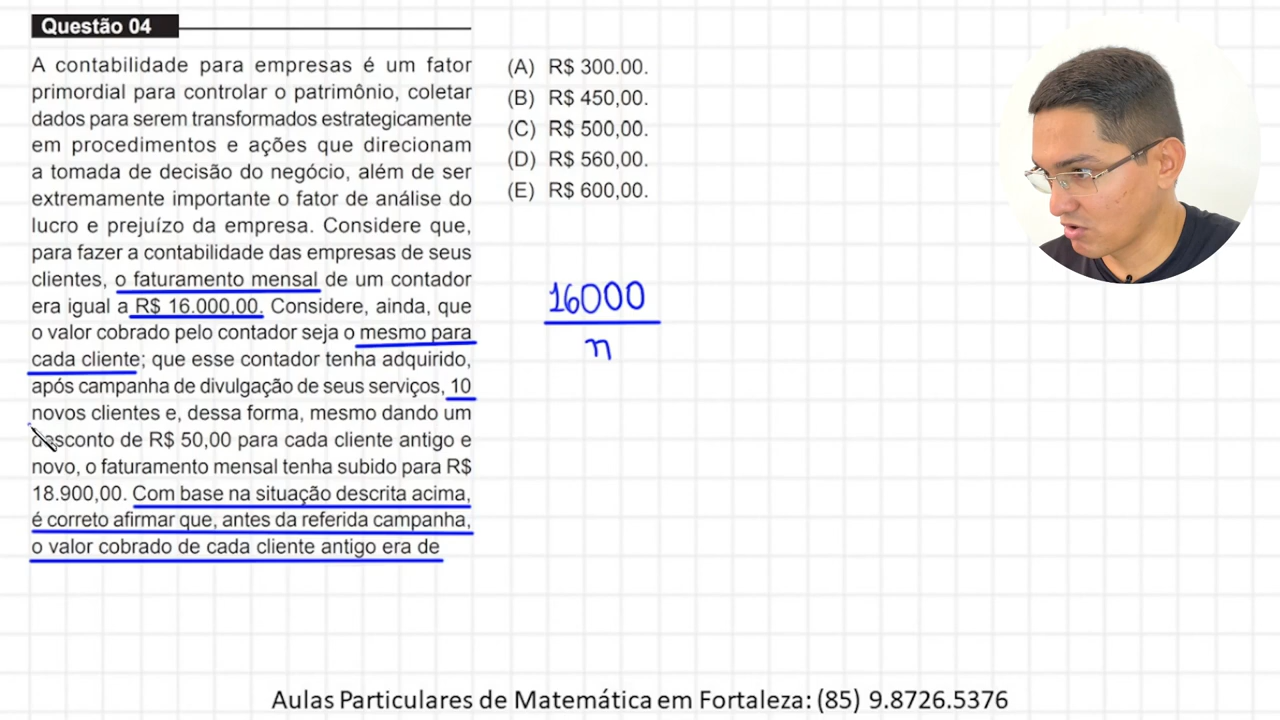 Questão 04
A contabilidade para empresas é um fator
primordial para controlar o patrimônio, coletar
dados para serem transformados estrategicamente
em procedimentos e ações que direcionam
a tomada de decisão do negócio, além de ser
extremamente importante o fator de análise do
lucro e prejuízo da empresa. Considere que,
para fazer a contabilidade das empresas de seus
clientes, o faturamento mensal de um contador
era igual a R$ 16.000,00. Considere, ainda, que
o valor cobrado pelo contador seja o mesmo para
cada cliente; que esse contador tenha adquirido,
após campanha de divulgação de seus serviços, 10
novos clientes e, dessa forma, mesmo dando um
desconto de R$ 50,00 para cada cliente antigo e
novo, o faturamento mensal tenha subido para R$
18.900,00. Com base na situação descrita acima,
é correto afirmar que, antes da referida campanha,
o valor cobrado de cada cliente antigo era de
(A) R$ 300.00.
(B) R$ 450,00.
(C) R$ 500,00.
(D) R$ 560,00.
(E) R$ 600,00.
16000
n
Aulas Particulares de Matemática em Fortaleza: (85) 9.8726.5376